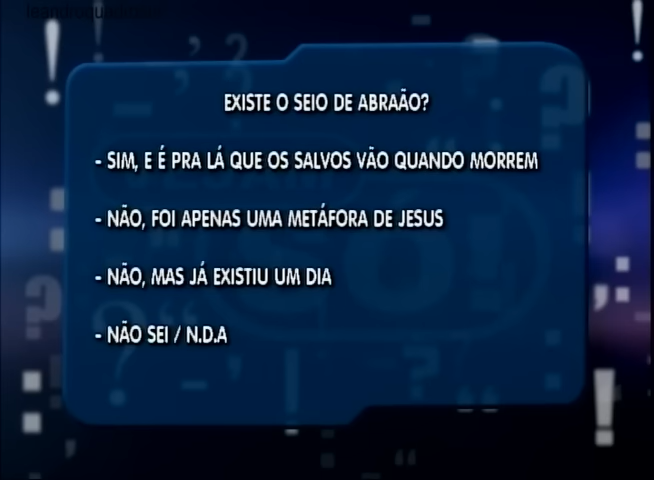 EXISTE O SEIO DE ABRAÃO?
- SIM, E É PRA LÁ QUE OS SALVOS VÃO QUANDO MORREM
- NÃO, FOI APENAS UMA METÁFORA DE JESUS
- NÃO, MAS JÁ EXISTIU UM DIA
- NÃO SEI / N.D.A